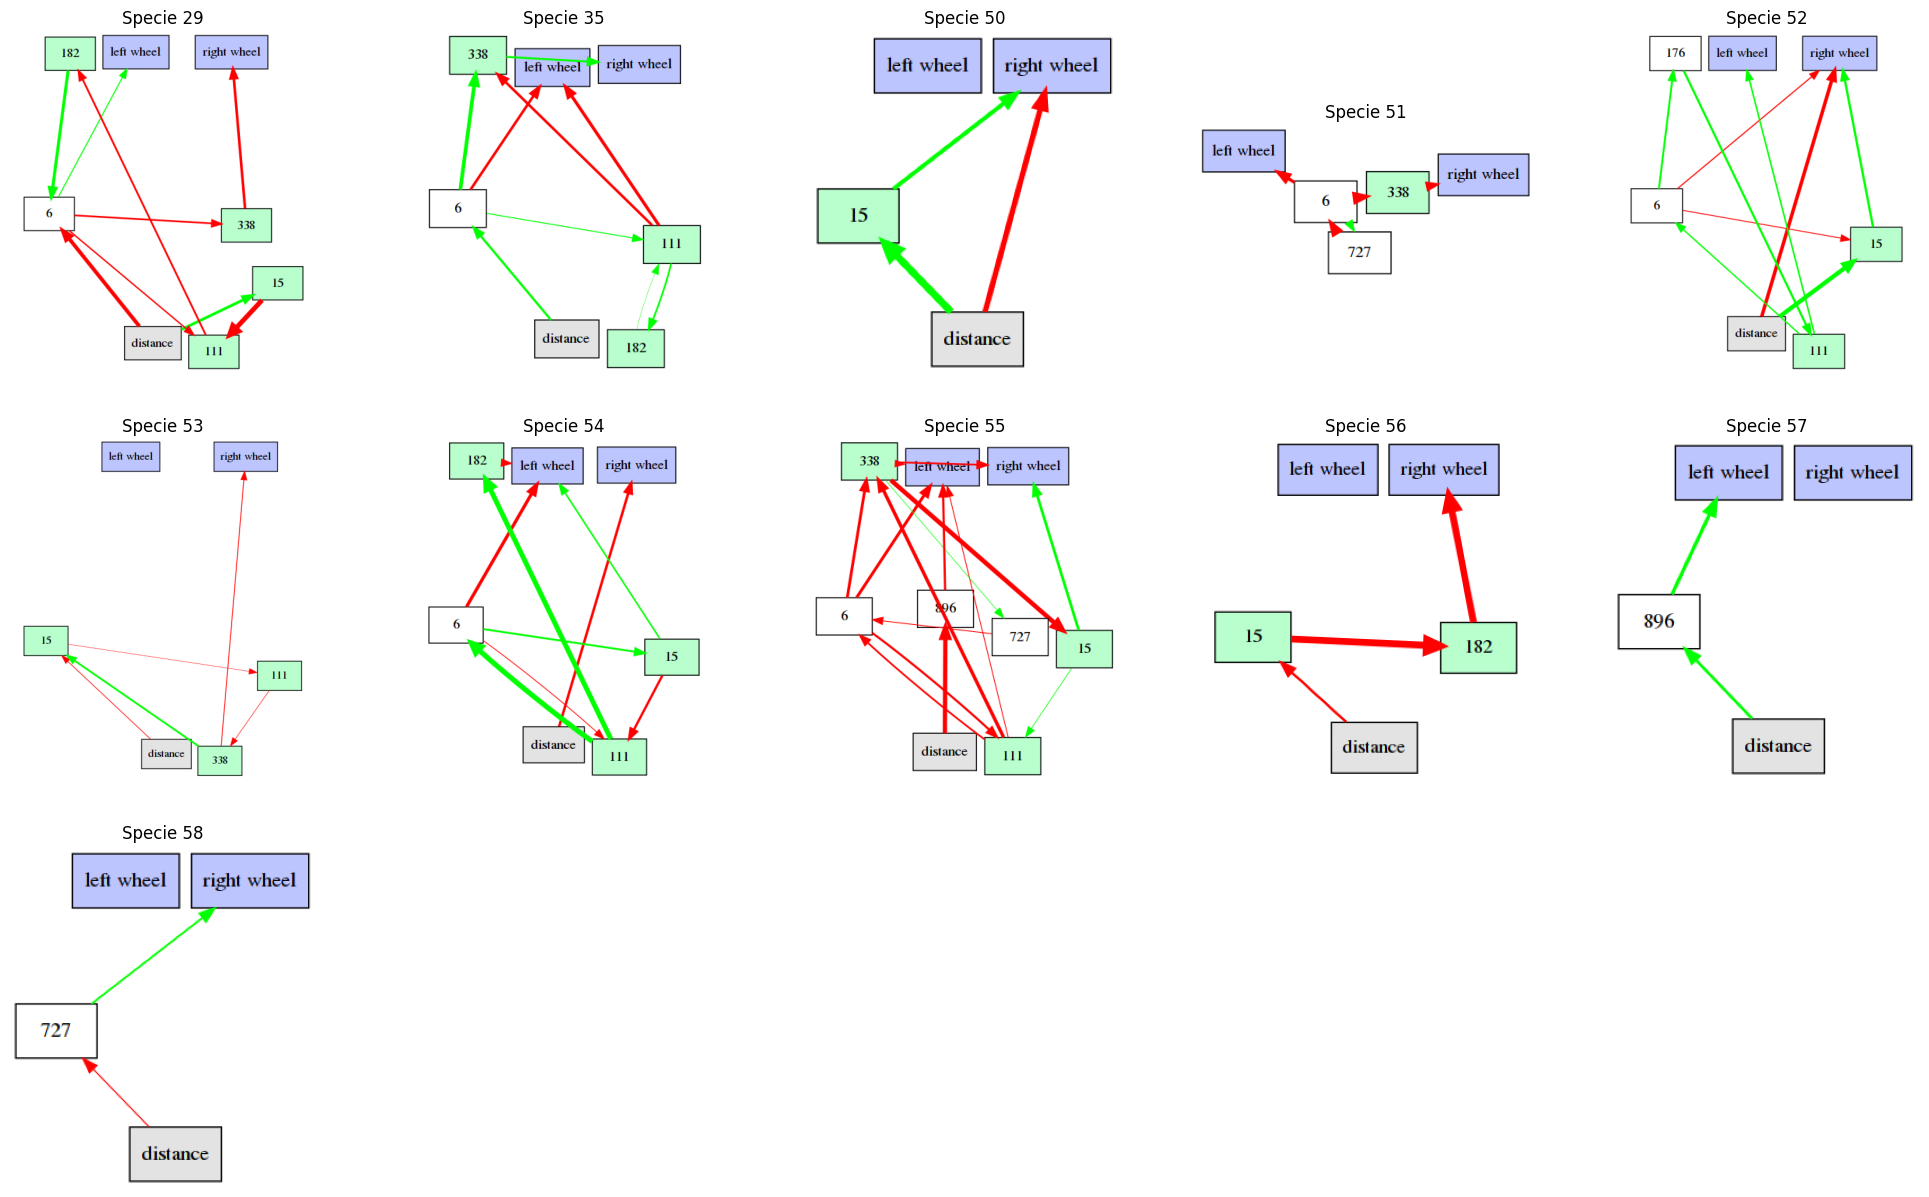 Specie 29
182
left wheel
right wheel
6
338
15
distance
111
Specie 35
338
left wheel
right wheel
6
111
distance
182
Specie 50
left wheel
right wheel
15
distance
Specie 51
left wheel
right wheel
338
6
727
Specie 52
176
left wheel
right wheel
6
15
distance
111
Specie 53
left wheel
right wheel
15
111
distance
338
Specie 54
182
left wheel
right wheel
6
15
distance
111
Specie 55
338
left wheel
right wheel
6
896
727
15
distance
111
Specie 56
left wheel
right wheel
15
182
distance
Specie 57
left wheel
right wheel
896
distance
Specie 58
left wheel
right wheel
727
distance